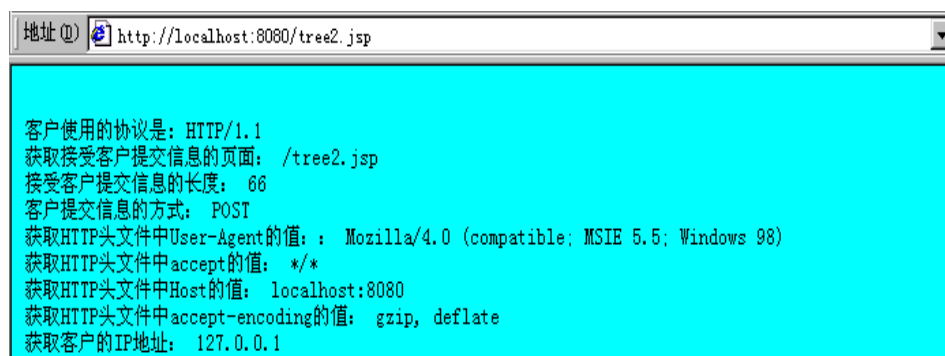 地址(D) http://localhost:8080/tree2.jsp
客户使用的协议是: HTTP/1.1
获取接受客户提交信息的页面: /tree2.jsp
接受客户提交信息的长度: 66
客户提交信息的方式: POST
获取HTTP头文件中User-Agent的值:: Mozilla/4.0 (compatible; MSIE 5.5; Windows 98)
获取HTTP头文件中accept的值: */*
获取HTTP头文件中Host的值: localhost:8080
获取HTTP头文件中accept-encoding的值: gzip, deflate
获取客户的IP地址: 127.0.0.1